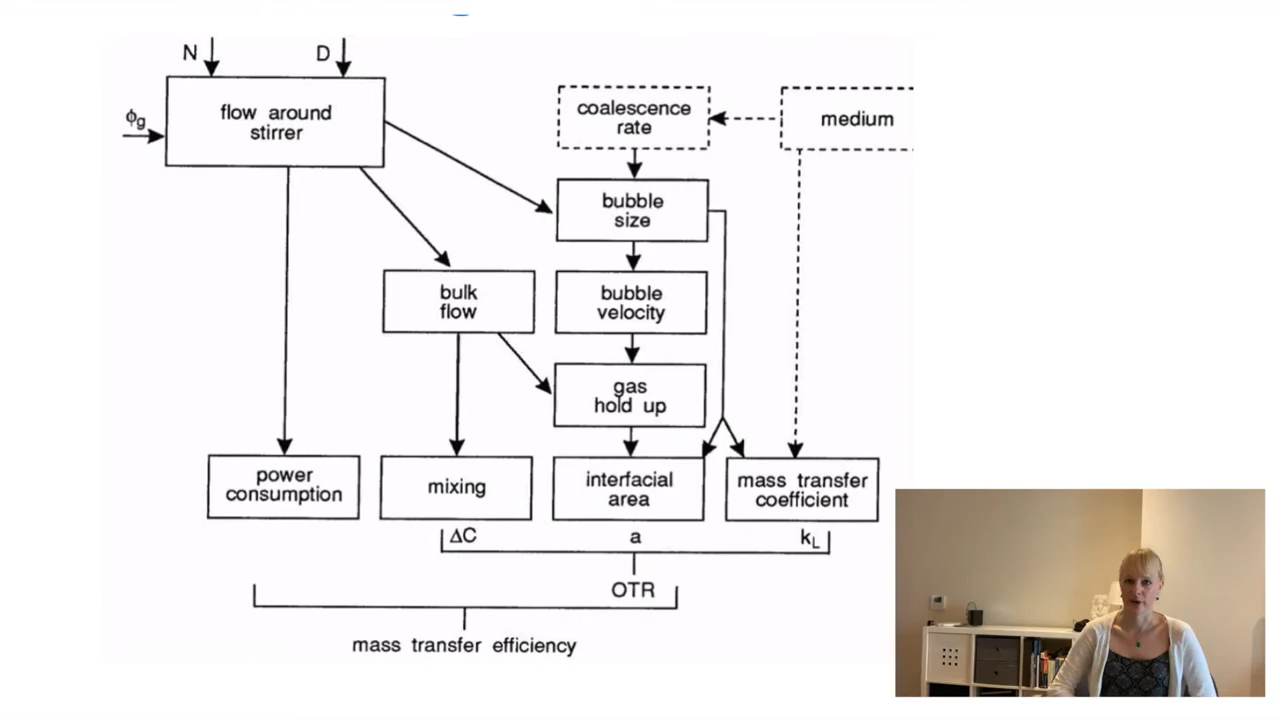 N
D
ϕg
flow around
stirrer
coalescence
rate
medium
bubble
size
bulk
flow
bubble
velocity
gas
hold up
power
consumption
mixing
interfacial
area
mass transfer
coefficient
ΔC
a
kL
OTR
mass transfer efficiency